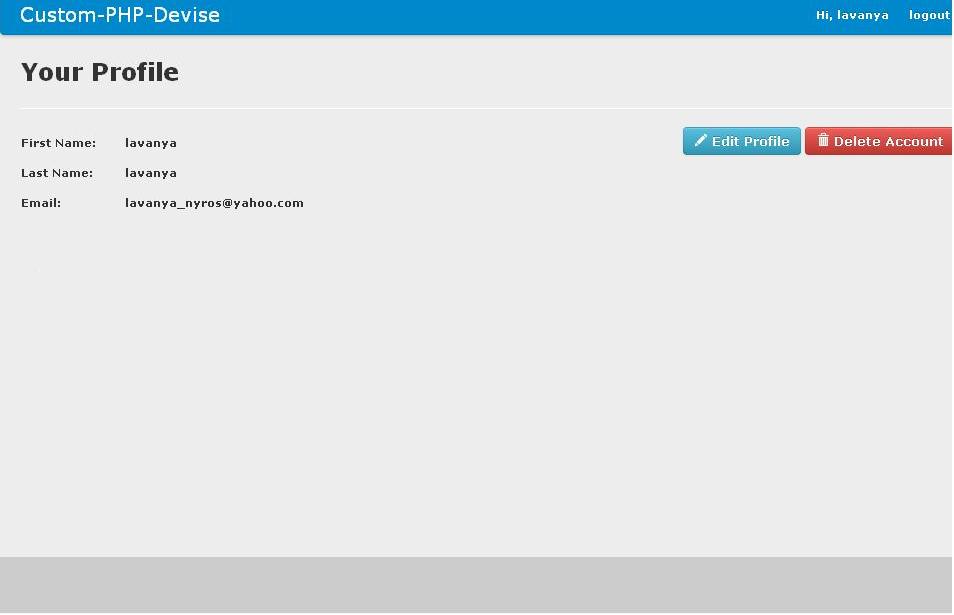 Custom-PHP-Devise
Hi, lavanya logout
Your Profile
First Name: lavanya
Edit Profile
Delete Account
Last Name: lavanya
Email: lavanya_nyros@yahoo.com